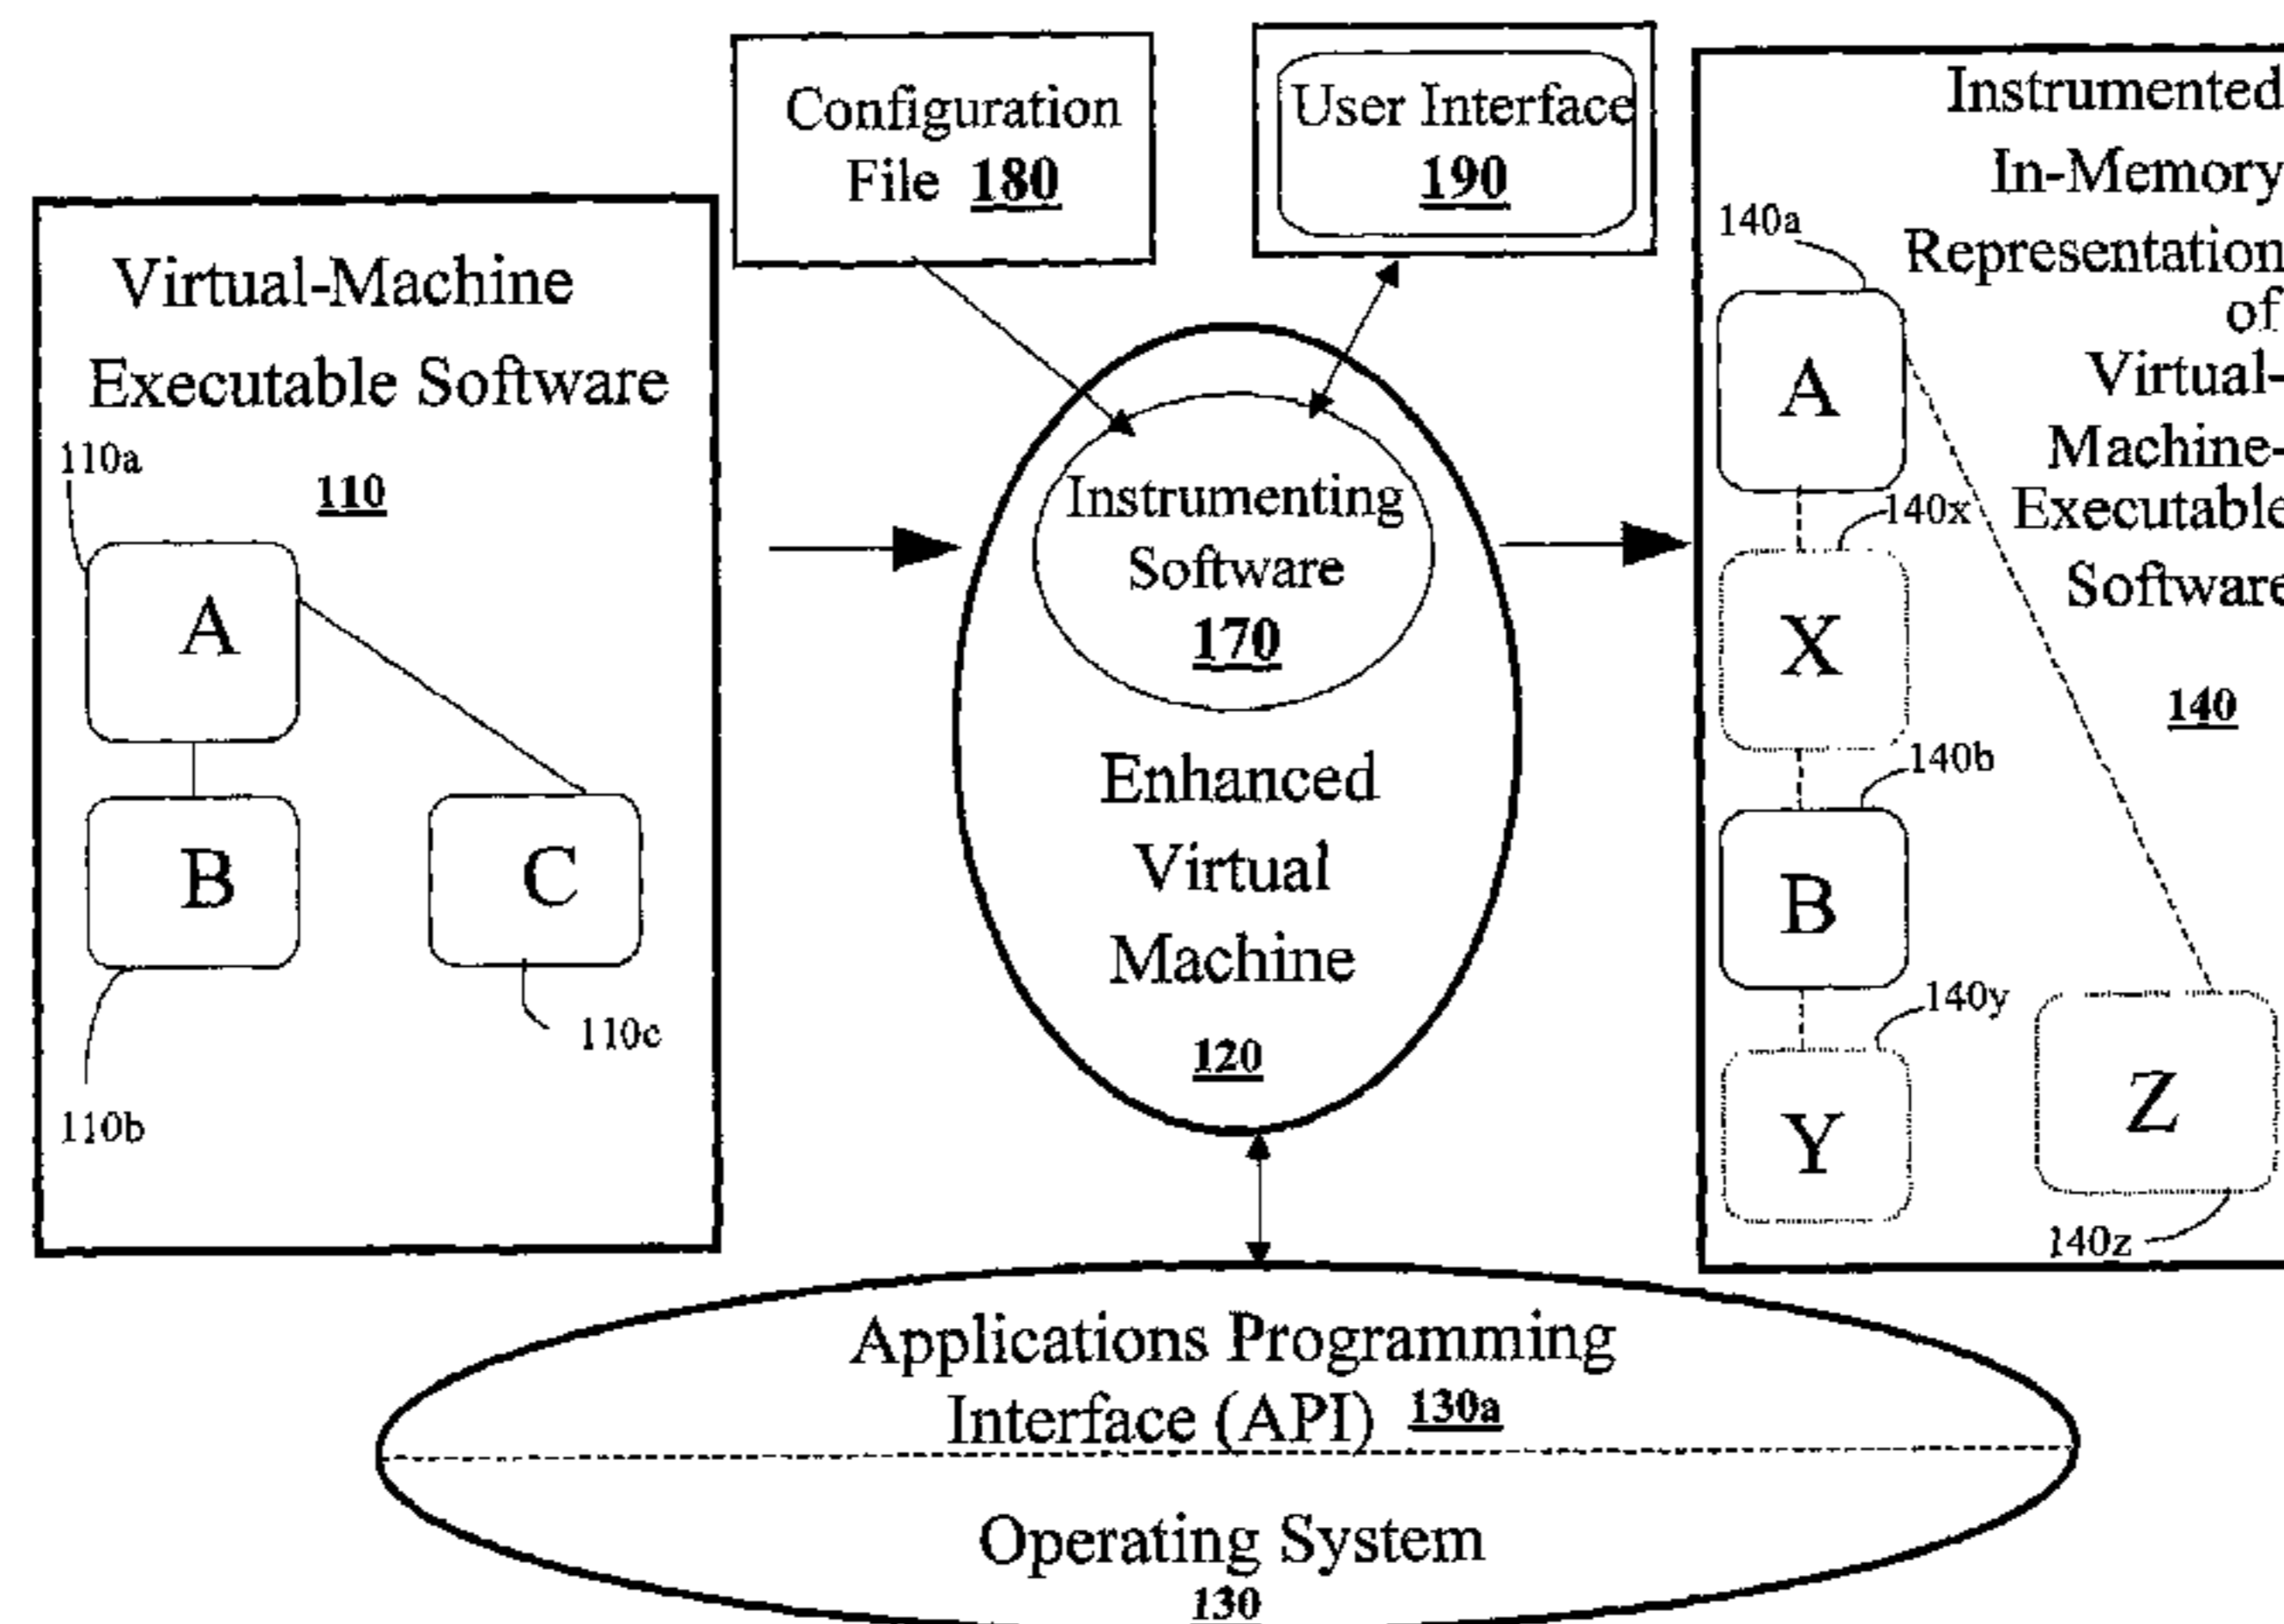 Configuration
File 180
User Interface
190
Virtual-Machine
Executable Software
110
110a
A
B
C
110b
110c
Instrumenting
Software
170
Enhanced
Virtual
Machine
120
Instrumented
In-Memory
Representation
of
Virtual-
Machine-
Executable
Software
140
140a
A
140x
X
140b
B
140y
Y
Z
140z
Applications Programming
Interface (API) 130a
Operating System
130